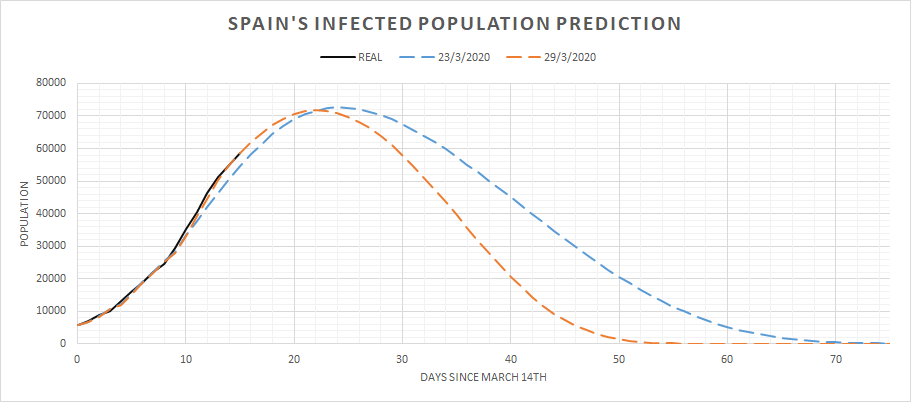 SPAIN'S INFECTED POPULATION PREDICTION
REAL 23/3/2020 29/3/2020
80000
70000
60000
50000
40000
30000
20000
10000
0
POPULATION
0 10 20 30 40 50 60 70
DAYS SINCE MARCH 14TH